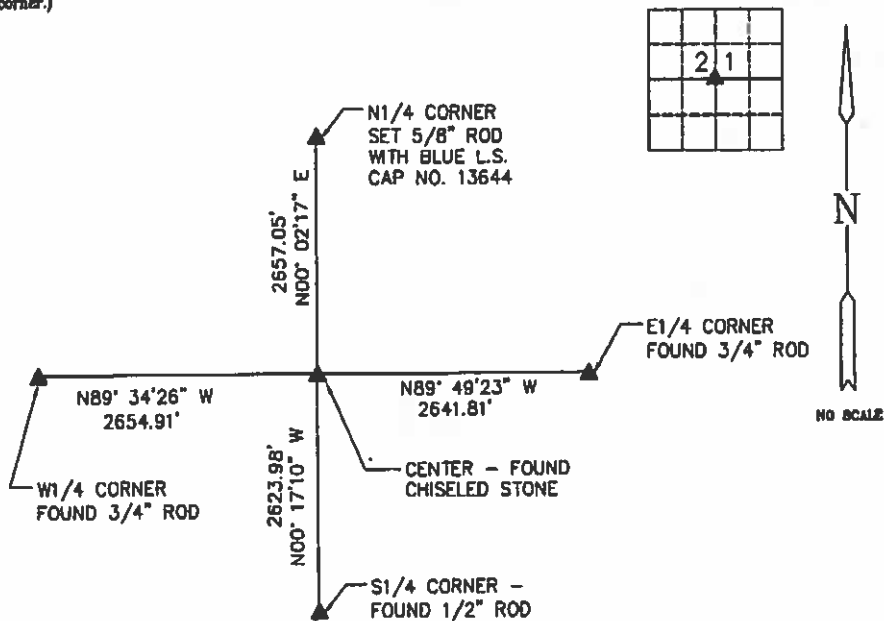 corner.)
N1/4 CORNER
SET 5/8" ROD
WITH BLUE L.S.
CAP NO. 13644
2 1
N
NO SCALE
2657.05'
N00° 02'17" E
E1/4 CORNER
FOUND 3/4" ROD
N89° 34'26" W
2654.91'
N89° 49'23" W
2641.81'
W1/4 CORNER
FOUND 3/4" ROD
2623.98'
N00° 17'10" W
CENTER – FOUND
CHISELED STONE
S1/4 CORNER –
FOUND 1/2" ROD